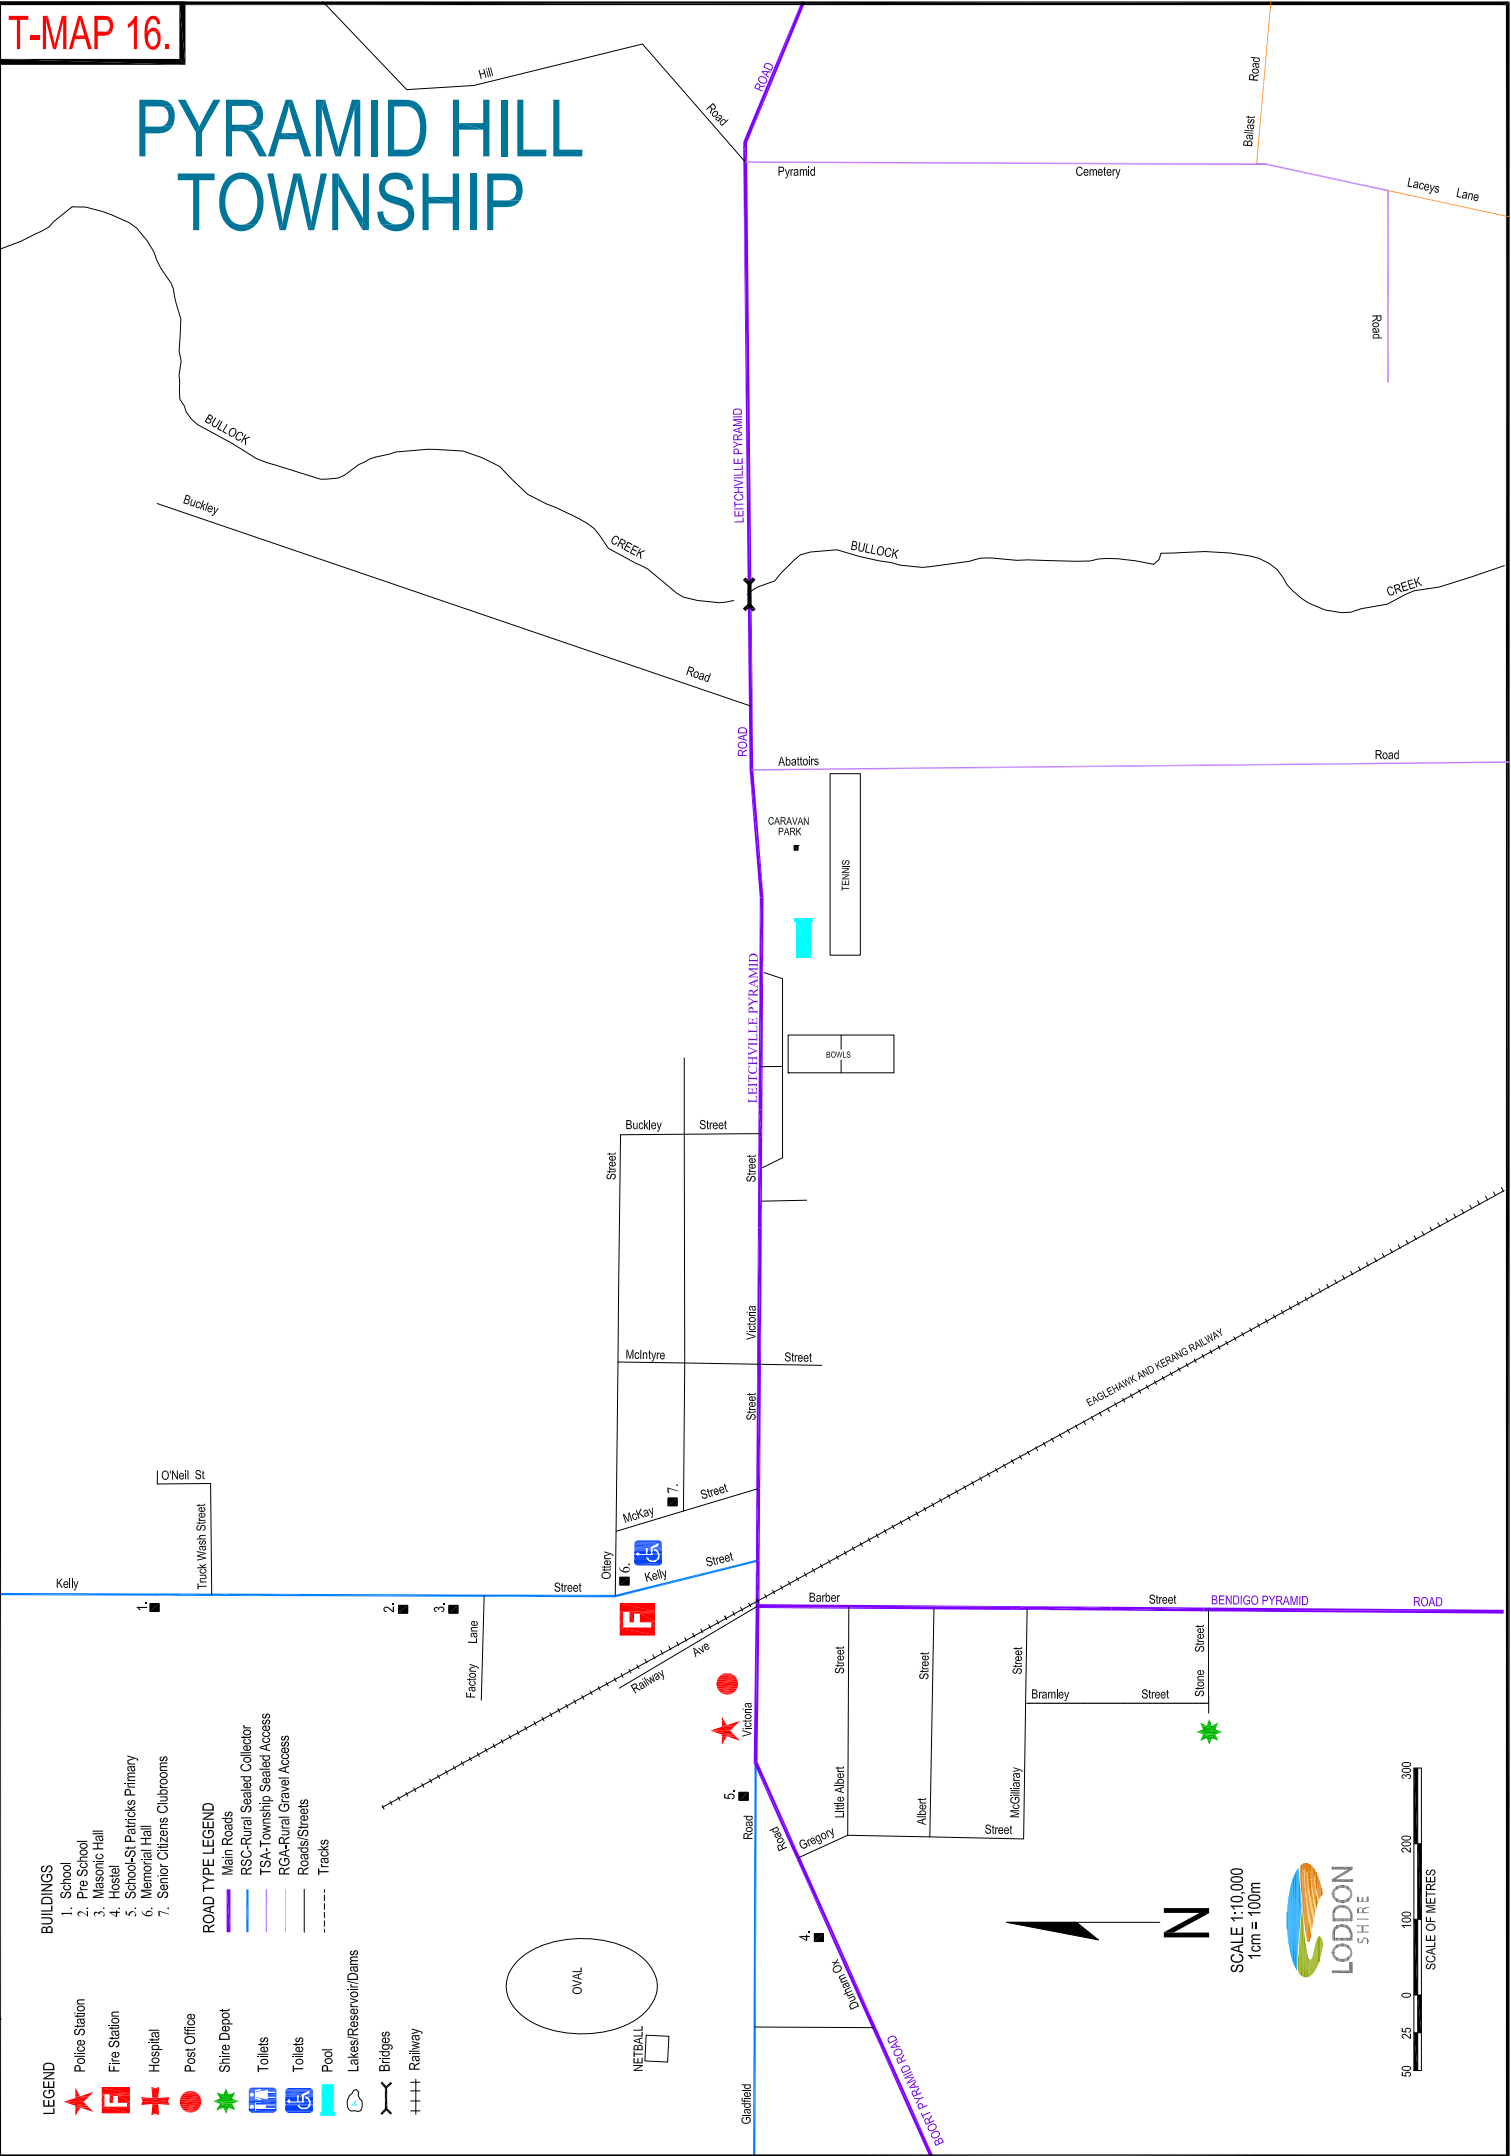 T-MAP 16.
PYRAMID HILL
TOWNSHIP
Hill
Road
ROAD
Road
Ballast
Pyramid
Cemetery
Laceys Lane
Road
LEITCHVILLE PYRAMID
BULLOCK
Buckley
CREEK
BULLOCK
CREEK
Road
ROAD
Abattoirs
Road
CARAVAN
PARK
TENNIS
LEITCHVILLE PYRAMID
BOWLS
Buckley
Street
Street
Street
Victoria
McIntyre
Street
Street
EAGLEHAWK AND KERANG RAILWAY
O'Neil St
Truck Wash Street
7.
McKay
Street
Ottery
6.
Kelly
Street
Kelly
Street
1.
2.
3.
F
Factory Lane
Railway
Ave
Victoria
Barber
Street
BENDIGO PYRAMID
ROAD
Street
Street
Street
Street
Stone
Bramley
Street
5.
Road
Road
Gregory
Little Albert
Albert
McGilliaray
Street
4.
Durham Ox
OVAL
NETBALL
Gladfield
BOORT PYRAMID ROAD
BUILDINGS
1. School
2. Pre School
3. Masonic Hall
4. Hostel
5. School-St Patricks Primary
6. Memorial Hall
7. Senior Citizens Clubrooms
ROAD TYPE LEGEND
Main Roads
RSC-Rural Sealed Collector
TSA-Township Sealed Access
RGA-Rural Gravel Access
Roads/Streets
Tracks
LEGEND
Police Station
F
Fire Station
Hospital
Post Office
Shire Depot
Toilets
Toilets
Pool
Lakes/Reservoir/Dams
Bridges
Railway
N
SCALE 1:10,000
1cm = 100m
LODDON
SHIRE
50 25 0 100 200 300
SCALE OF METRES